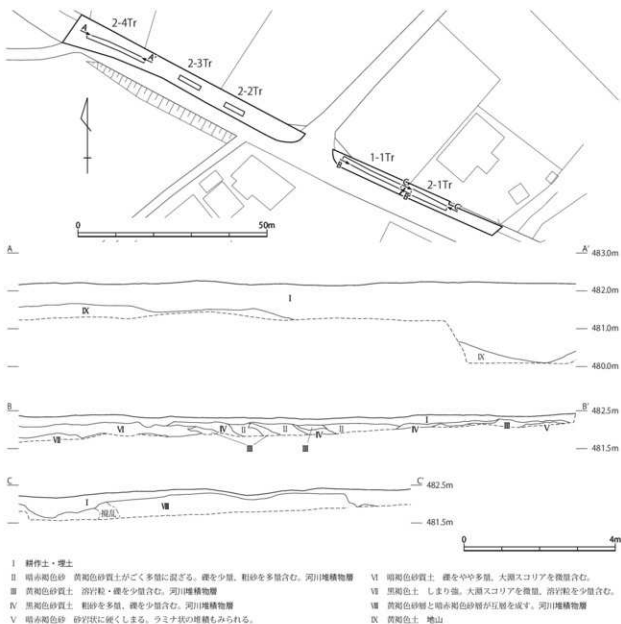 2-4Tr
A
A'
2-3Tr
2-2Tr
1-1Tr
2-1Tr
B
C
B'
C'
0
50m
A
A'
483.0m
482.0m
I
IX
481.0m
IX
480.0m
B
B'
482.5m
I
VI
IV
II
II
IV
II
IV
III
V
VII
481.5m
III
III
C
C'
482.5m
I
VIII
撹乱
481.5m
0
4m
I 耕作土・埋土
II 暗赤褐色砂 黄褐色砂質土がごく多量に混ざる。礫を少量、粗砂を多量含む。河川堆積物層
III 黄褐色砂質土 溶岩粒・礫を少量含む。河川堆積物層
IV 黒褐色砂質土 粗砂を多量、礫を少量含む。河川堆積物層
V 暗赤褐色砂 砂岩状に硬くしまる。ラミナ状の堆積もみられる。
VI 暗褐色砂質土 礫をやや多量、大淵スコリアを微量含む。
VII 黒褐色土 しまり強。大淵スコリアを微量、溶岩粒を少量含む。
VIII 黄褐色砂層と暗赤褐色砂層が互層を成す。河川堆積物層
IX 黄褐色土 地山